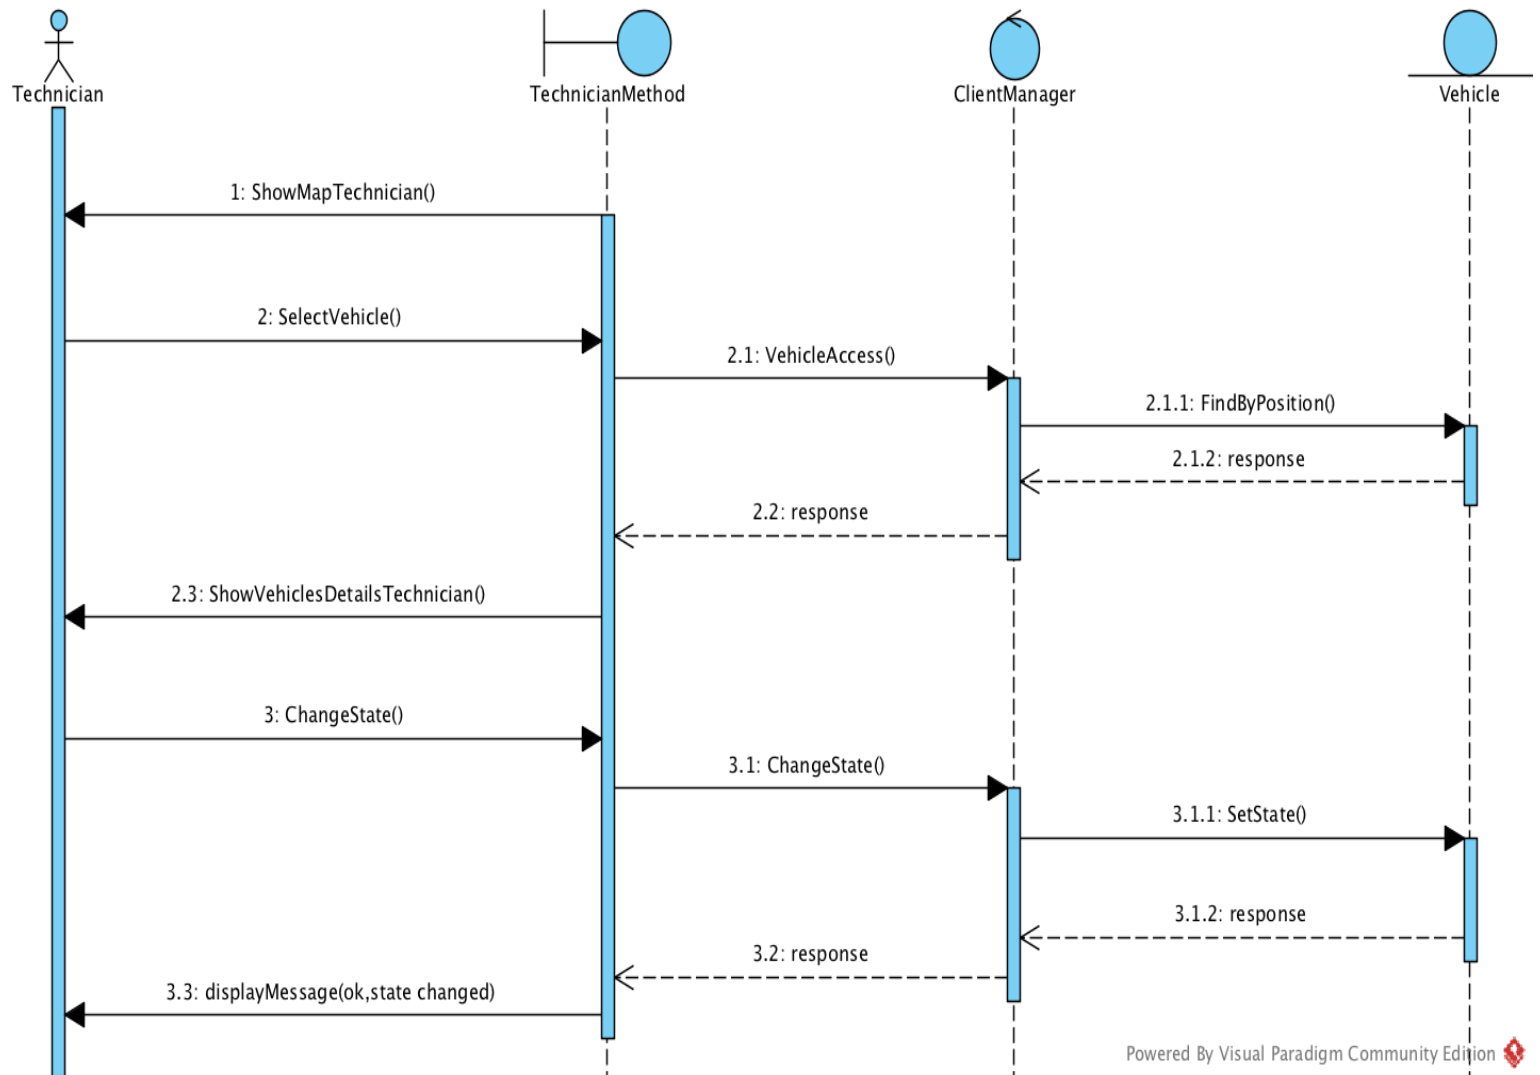 Technician
TechnicianMethod
ClientManager
Vehicle
1: ShowMapTechnician()
2: SelectVehicle()
2.1: VehicleAccess()
2.1.1: FindByPosition()
2.1.2: response
2.2: response
2.3: ShowVehiclesDetailsTechnician()
3: ChangeState()
3.1: ChangeState()
3.1.1: SetState()
3.1.2: response
3.2: response
3.3: displayMessage(ok,state changed)
Powered By Visual Paradigm Community Edition